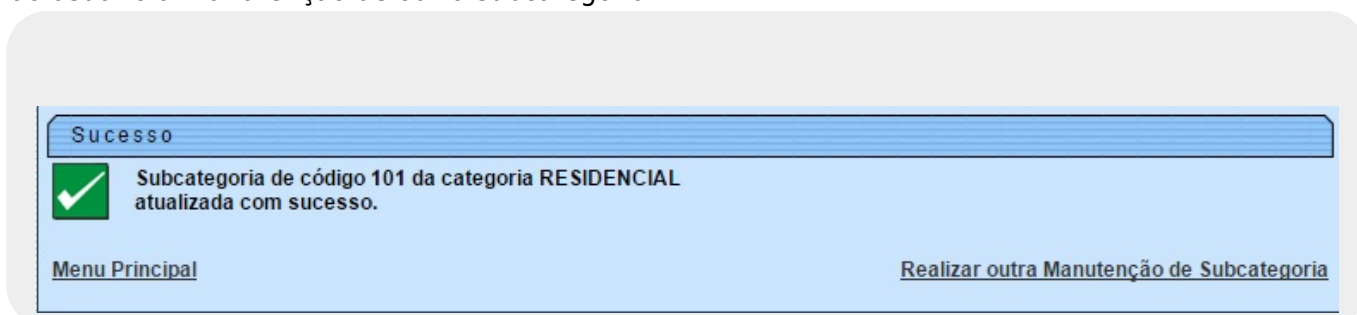 Sucesso
Subcategoria de código 101 da categoria RESIDENCIAL
atualizada com sucesso.
Menu Principal
Realizar outra Manutenção de Subcategoria